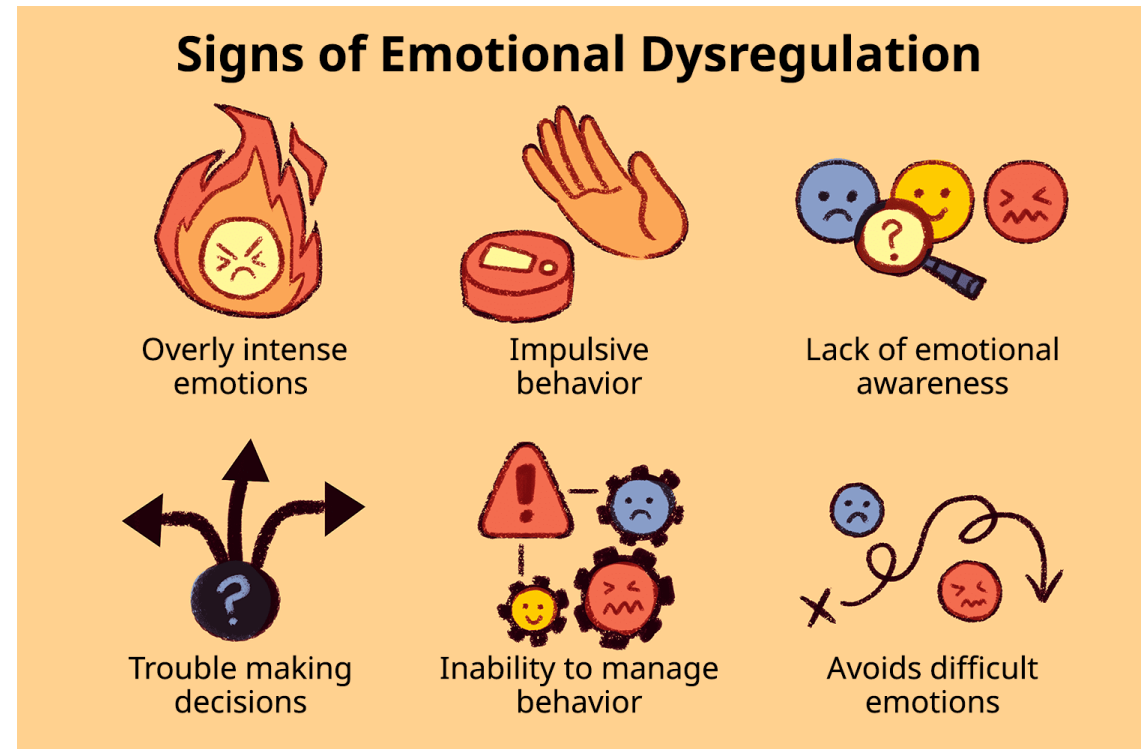 Signs of Emotional Dysregulation
Overly intense
emotions
Impulsive
behavior
?
Lack of emotional
awareness
?
Trouble making
decisions
!
Inability to manage
behavior
Avoids difficult
emotions